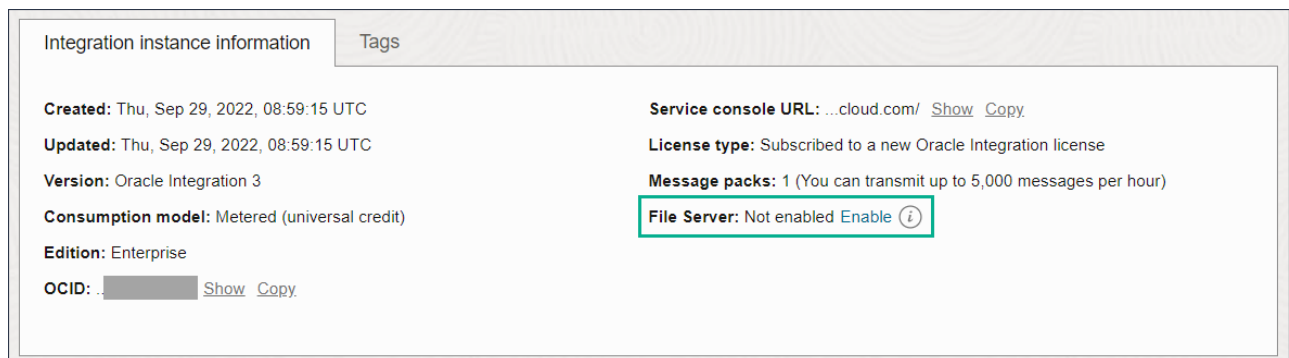 Integration instance information
Tags
Created: Thu, Sep 29, 2022, 08:59:15 UTC
Updated: Thu, Sep 29, 2022, 08:59:15 UTC
Version: Oracle Integration 3
Consumption model: Metered (universal credit)
Edition: Enterprise
OCID: .. Show Copy
Service console URL: ...cloud.com/ Show Copy
License type: Subscribed to a new Oracle Integration license
Message packs: 1 (You can transmit up to 5,000 messages per hour)
File Server: Not enabled Enable i